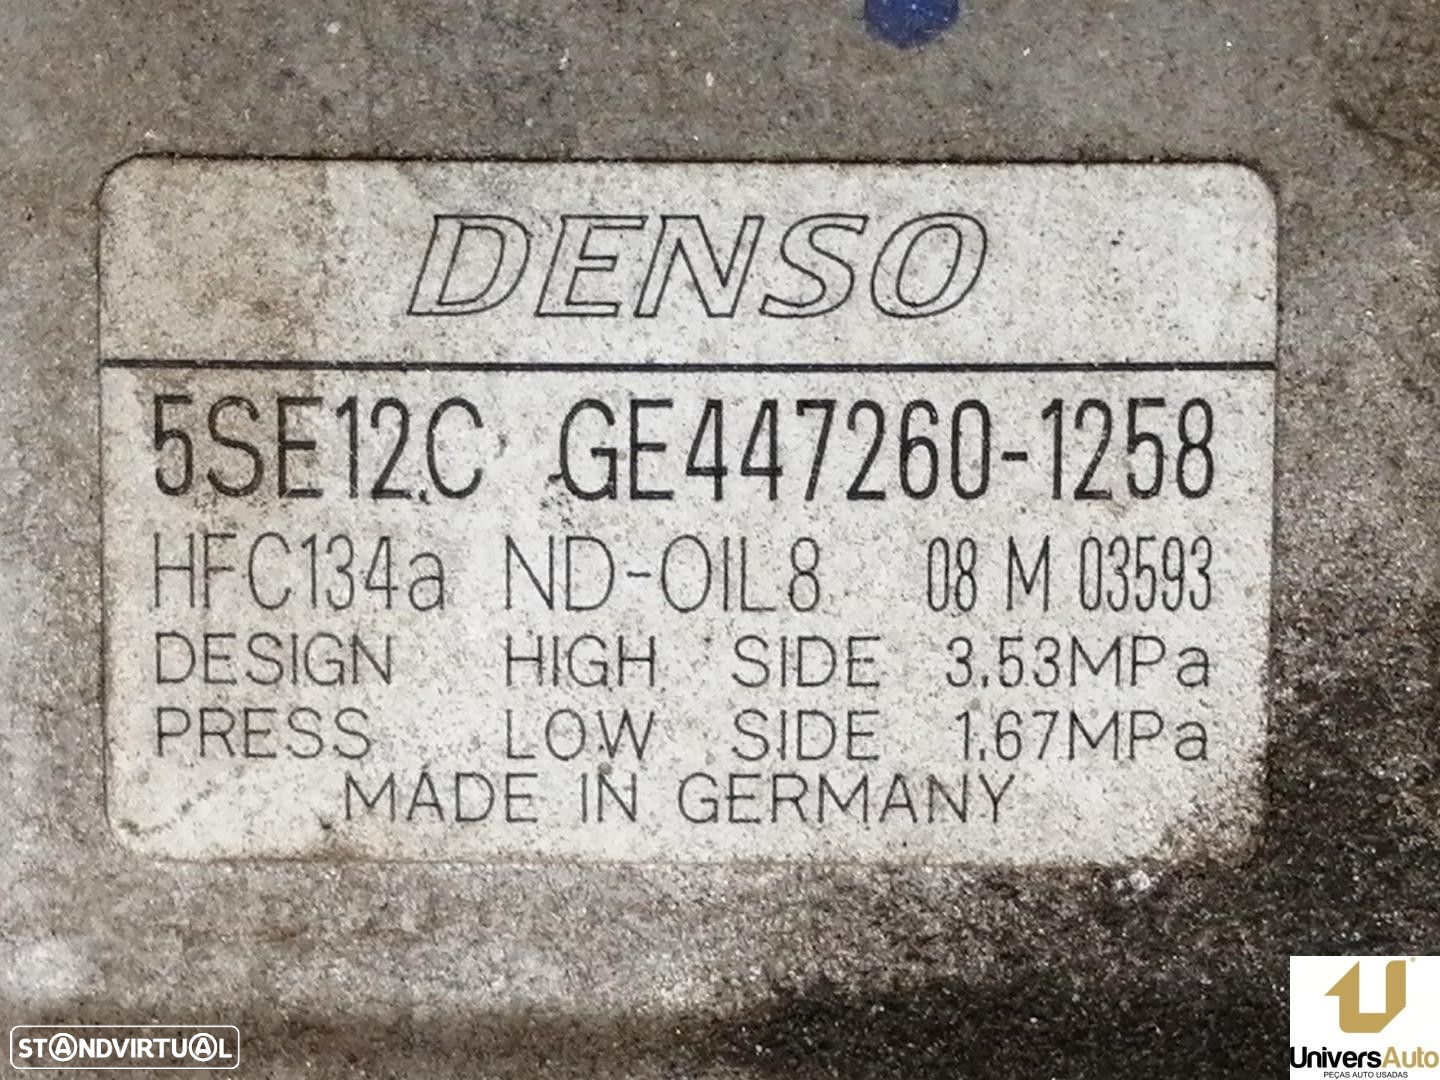 DENSO
5SE12C GE447260-1258
HFC134a ND-OIL8 08 M 03593
DESIGN HIGH SIDE 3.53MPa
PRESS LOW SIDE 1.67MPa
MADE IN GERMANY
STANDVIRTUAL
UniversAuto
PEÇAS AUTO USADAS